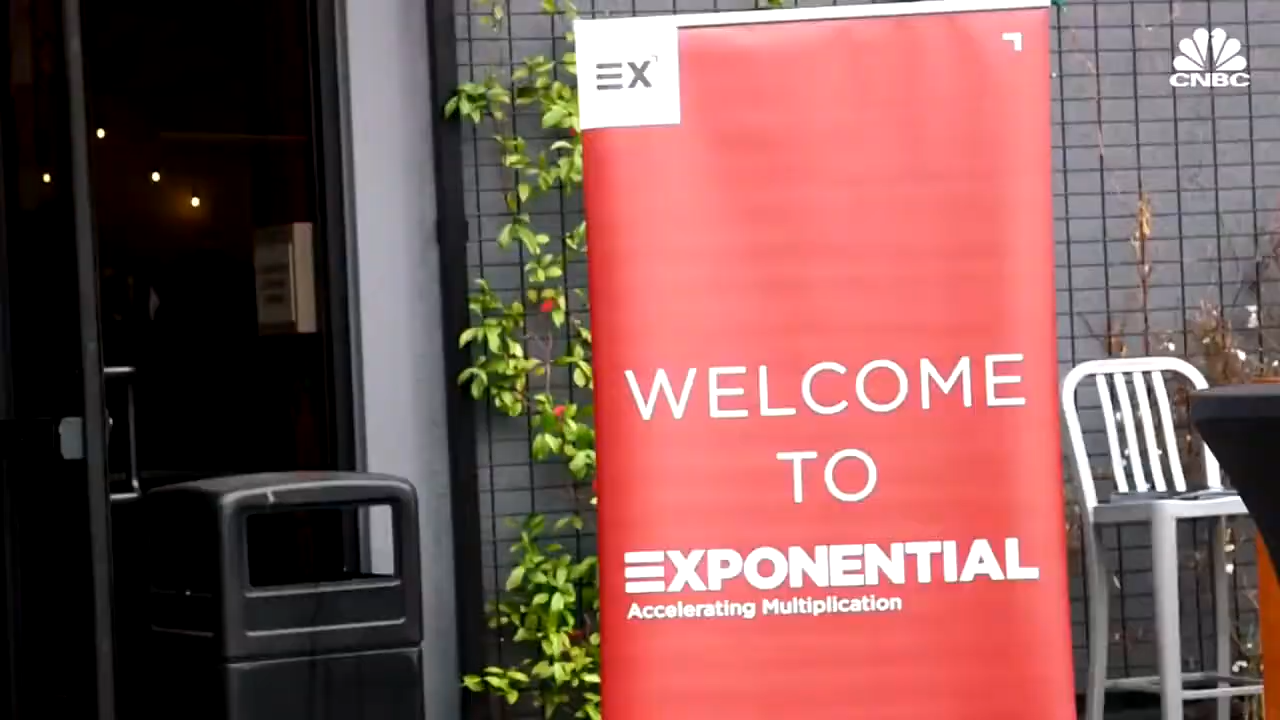 EX
CNBC
WELCOME
TO
EXPONENTIAL
Accelerating Multiplication